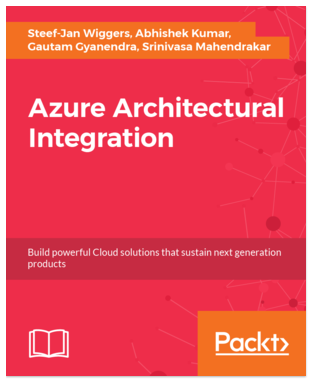 Steef-Jan Wiggers, Abhishek Kumar,
Gautam Gyanendra, Srinivasa Mahendrakar
Azure Architectural
Integration
Build powerful Cloud solutions that sustain next generation
products
Packt>